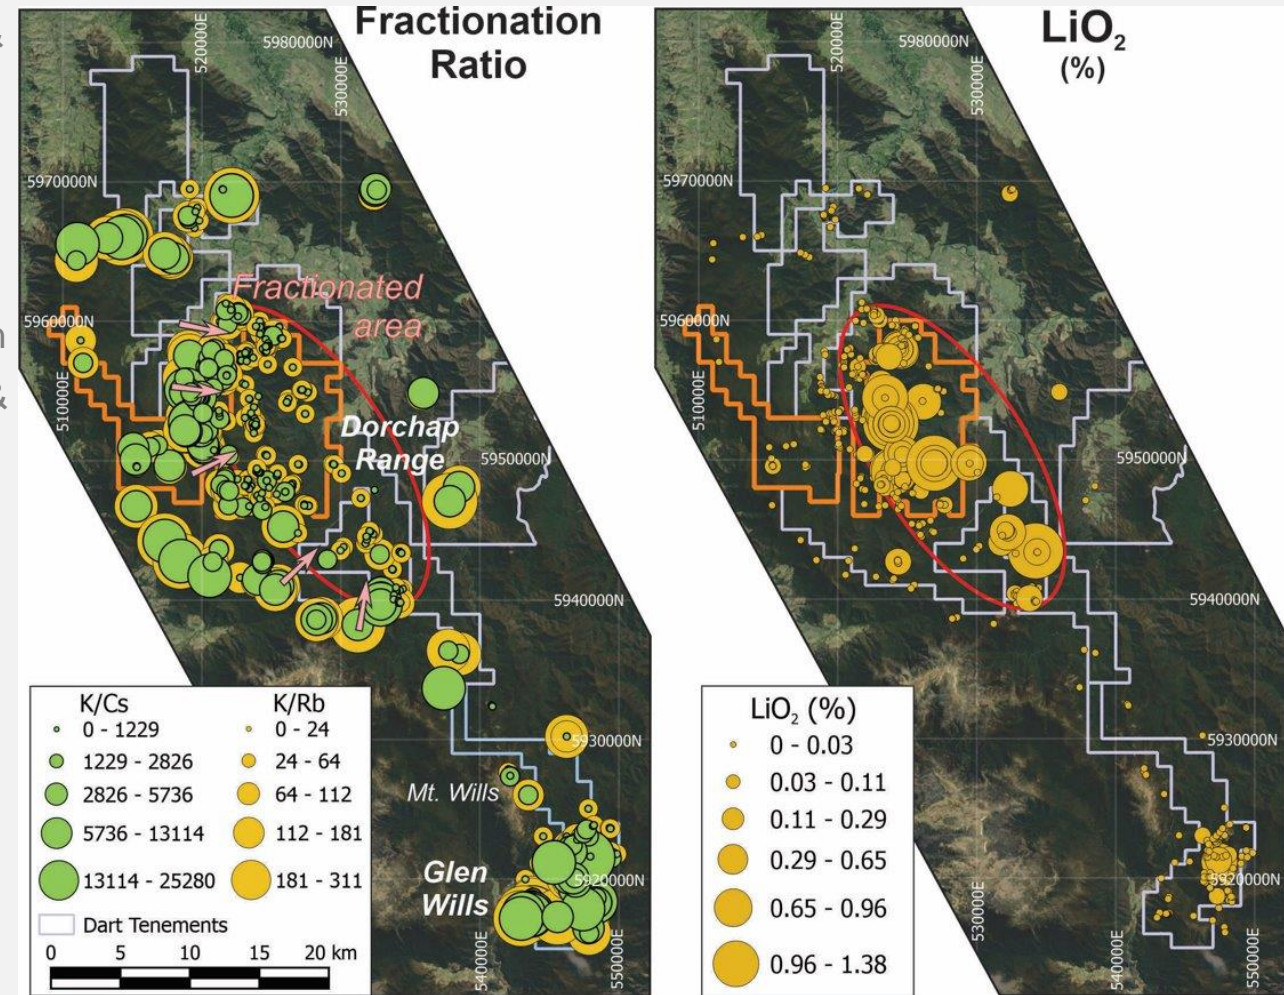 &
n
&
Fractionation
Ratio
520000E
5980000N
530000E
5970000N
Fractionated
area
5960000N
510000E
Dorchap
Range
5950000N
5940000N
5930000N
Mt. Wills
Glen
Wills
5920000N
540000E
550000E
K/Cs
0 - 1229
1229 - 2826
2826 - 5736
5736 - 13114
13114 - 25280
K/Rb
0 - 24
24 - 64
64 - 112
112 - 181
181 - 311
Dart Tenements
0 5 10 15 20 km
LiO₂
(%)
520000E
5980000N
530000E
5970000N
5960000N
510000E
5950000N
5940000N
5930000N
5920000N
530000E
540000E
550000E
LiO₂ (%)
0 - 0.03
0.03 - 0.11
0.11 - 0.29
0.29 - 0.65
0.65 - 0.96
0.96 - 1.38